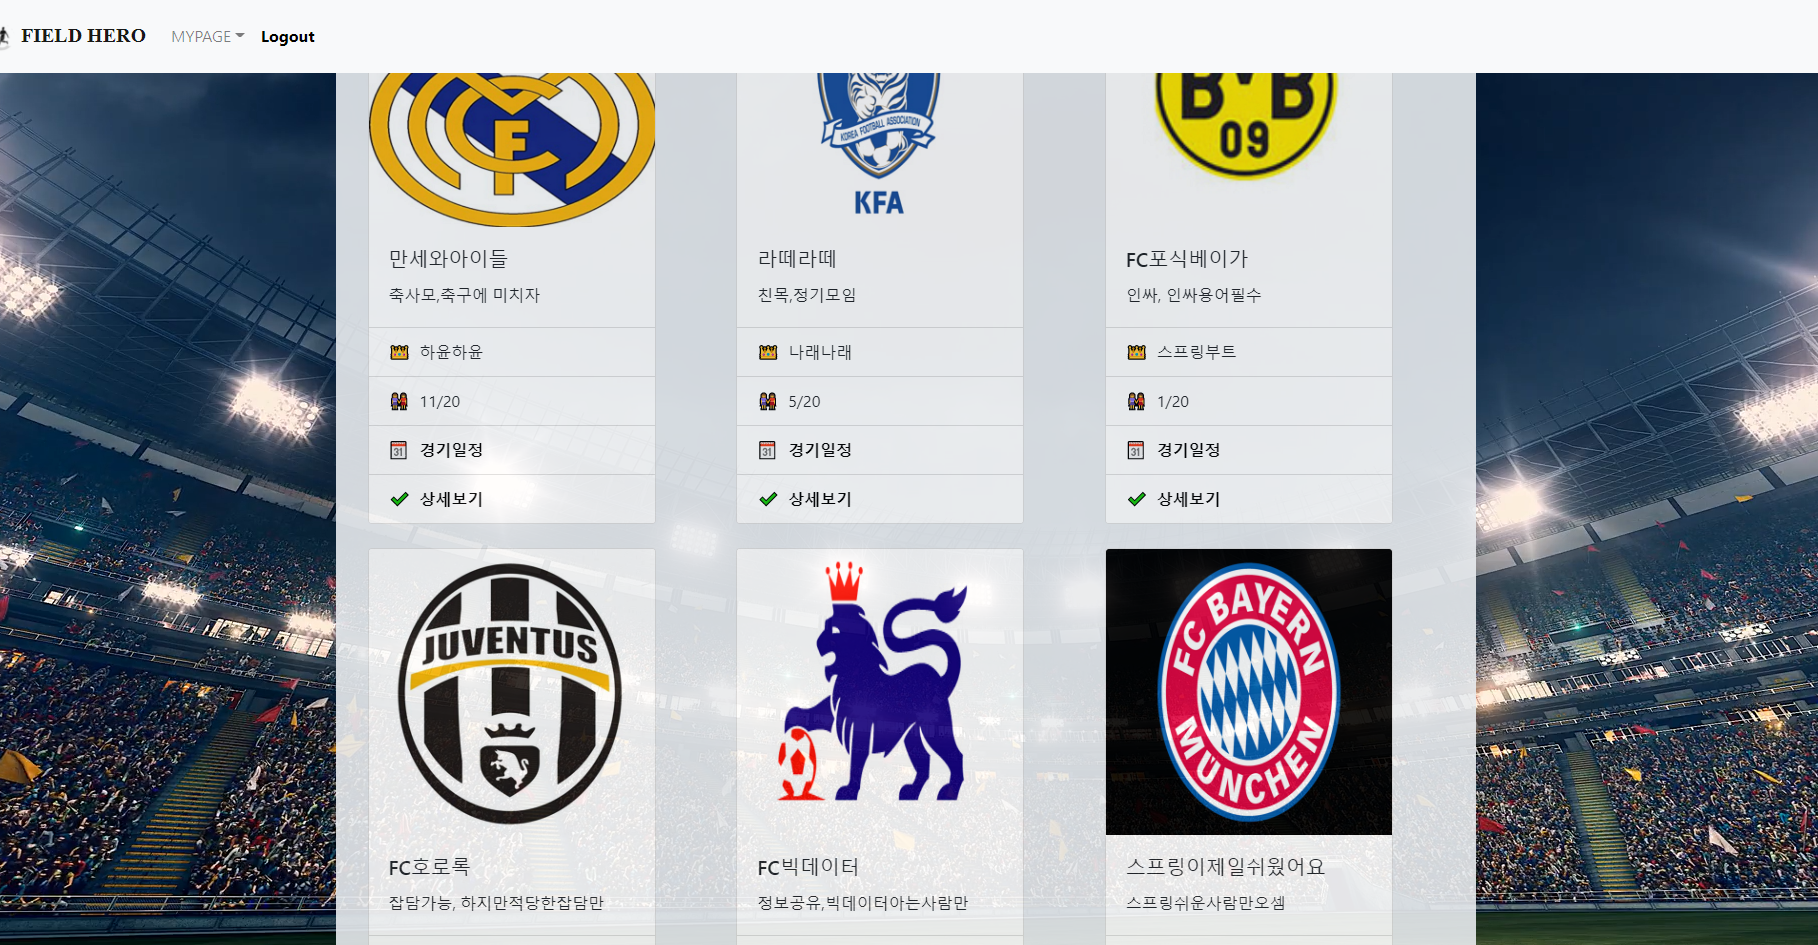 FIELD HERO MYPAGE Logout
KOREA FOOTBALL ASSOCIATION
KFA
BVB
09
만세와아이들
축사모,축구에 미치자
하윤하윤
11/20
31 경기일정
상세보기
라떼라떼
친목,정기모임
나래나래
5/20
31 경기일정
상세보기
FC포식베이가
인싸, 인싸용어필수
스프링부트
1/20
31 경기일정
상세보기
JUVENTUS
FC호로록
잡담가능, 하지만적당한잡담만
FC빅데이터
정보공유,빅데이터아는사람만
FC BAYERN
MÜNCHEN
스프링이제일쉬웠어요
스프링쉬운사람만오셈